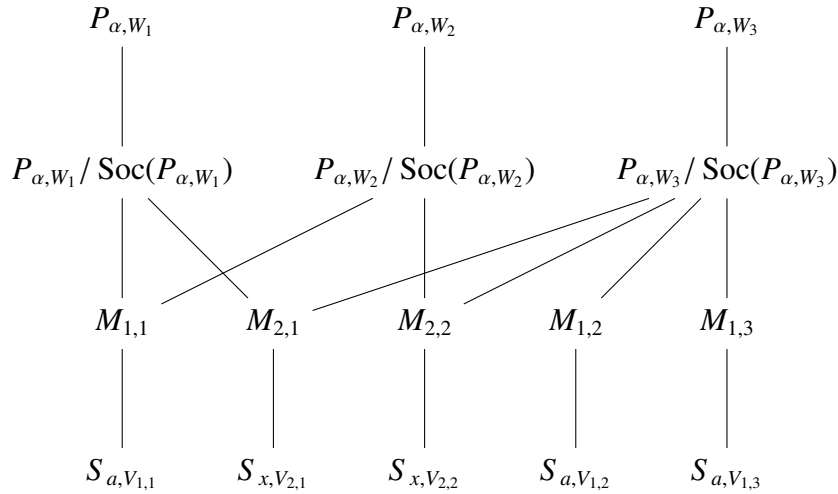 P_{α,W_1} P_{α,W_2} P_{α,W_3}
P_{α,W_1} / Soc(P_{α,W_1}) P_{α,W_2} / Soc(P_{α,W_2}) P_{α,W_3} / Soc(P_{α,W_3})
M_{1,1} M_{2,1} M_{2,2} M_{1,2} M_{1,3}
S_{a,V_{1,1}} S_{x,V_{2,1}} S_{x,V_{2,2}} S_{a,V_{1,2}} S_{a,V_{1,3}}